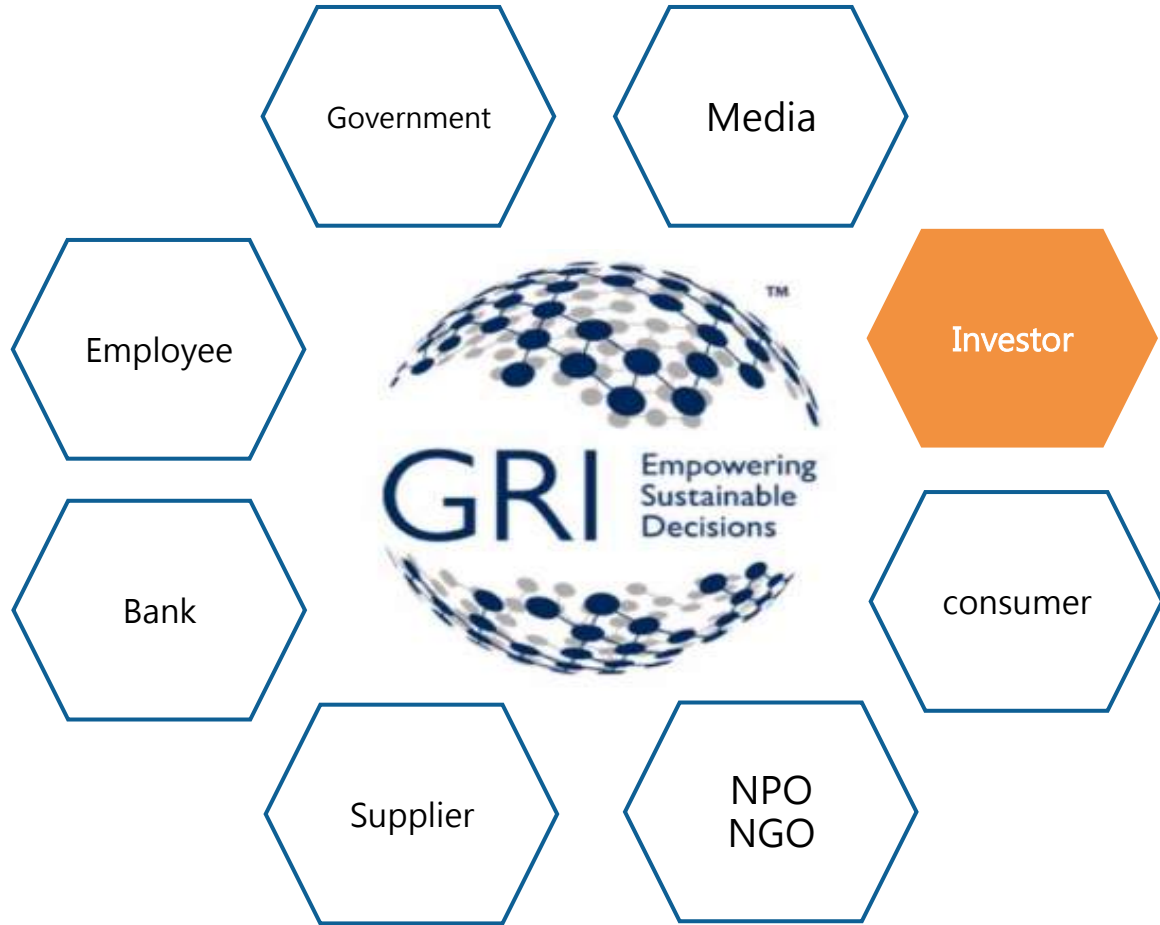 Government
Media
Employee
Investor
™
GRI
Empowering
Sustainable
Decisions
Bank
consumer
Supplier
NPO
NGO